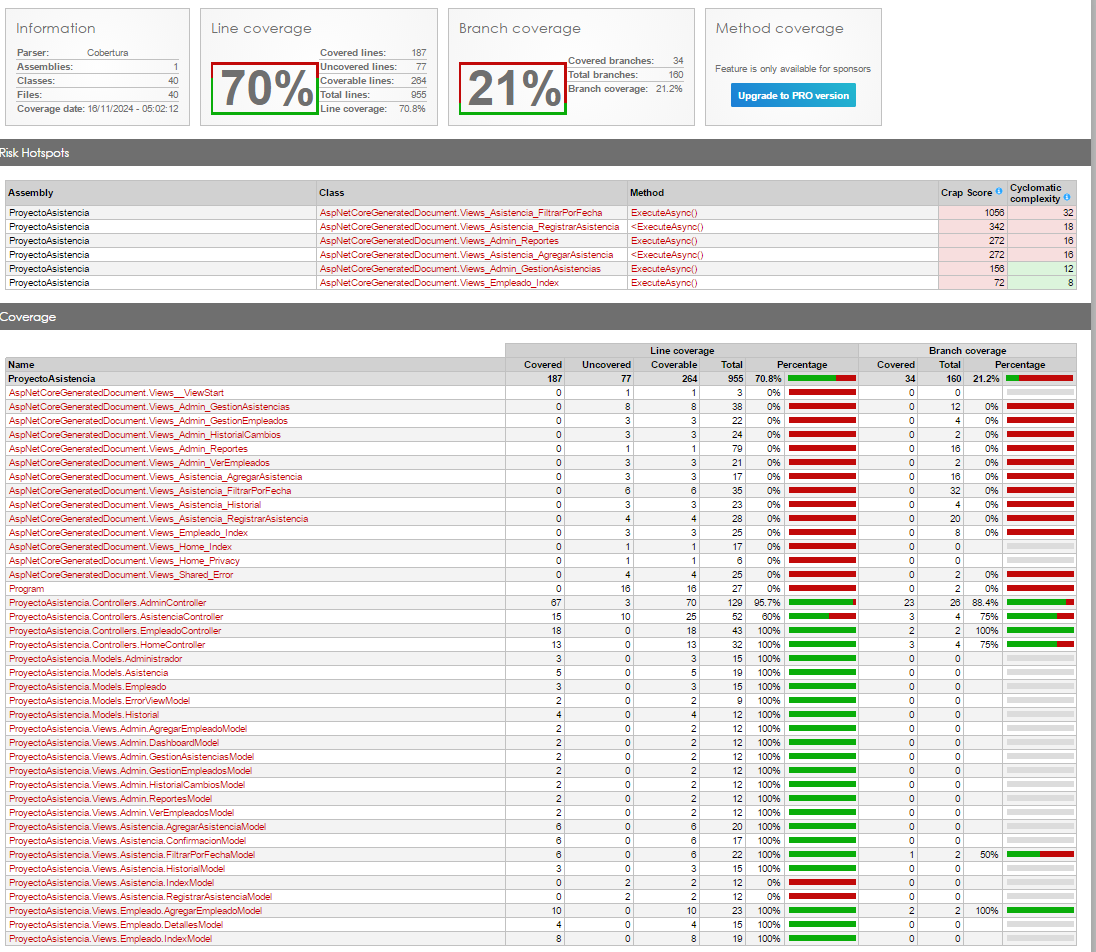 Information
Parser: Cobertura
Assemblies: 1
Classes: 40
Files: 40
Coverage date: 16/11/2024 - 05:02:12
Line coverage
70%
Covered lines: 187
Uncovered lines: 77
Coverable lines: 264
Total lines: 955
Line coverage: 70.8%
Branch coverage
21%
Covered branches: 34
Total branches: 160
Branch coverage: 21.2%
Method coverage
Feature is only available for sponsors
Upgrade to PRO version
Risk Hotspots
Assembly Class Method Crap Score Cyclomatic complexity
ProyectoAsistencia AspNetCoreGeneratedDocument.Views_Asistencia_FiltrarPorFecha ExecuteAsync() 1056 32
ProyectoAsistencia AspNetCoreGeneratedDocument.Views_Asistencia_RegistrarAsistencia <ExecuteAsync() 342 18
ProyectoAsistencia AspNetCoreGeneratedDocument.Views_Admin_Reportes ExecuteAsync() 272 16
ProyectoAsistencia AspNetCoreGeneratedDocument.Views_Asistencia_AgregarAsistencia <ExecuteAsync() 272 16
ProyectoAsistencia AspNetCoreGeneratedDocument.Views_Admin_GestionAsistencias ExecuteAsync() 156 12
ProyectoAsistencia AspNetCoreGeneratedDocument.Views_Empleado_Index ExecuteAsync() 72 8
Coverage
Line coverage Branch coverage
Name Covered Uncovered Coverable Total Percentage Covered Total Percentage
ProyectoAsistencia 187 77 264 955 70.8% 34 160 21.2%
AspNetCoreGeneratedDocument.Views__ViewStart 0 1 1 3 0% 0 0
AspNetCoreGeneratedDocument.Views_Admin_GestionAsistencias 0 8 8 38 0% 0 12 0%
AspNetCoreGeneratedDocument.Views_Admin_GestionEmpleados 0 3 3 22 0% 0 4 0%
AspNetCoreGeneratedDocument.Views_Admin_HistorialCambios 0 3 3 24 0% 0 2 0%
AspNetCoreGeneratedDocument.Views_Admin_Reportes 0 1 1 79 0% 0 16 0%
AspNetCoreGeneratedDocument.Views_Admin_VerEmpleados 0 3 3 21 0% 0 2 0%
AspNetCoreGeneratedDocument.Views_Asistencia_AgregarAsistencia 0 3 3 17 0% 0 16 0%
AspNetCoreGeneratedDocument.Views_Asistencia_FiltrarPorFecha 0 6 6 35 0% 0 32 0%
AspNetCoreGeneratedDocument.Views_Asistencia_Historial 0 3 3 23 0% 0 4 0%
AspNetCoreGeneratedDocument.Views_Asistencia_RegistrarAsistencia 0 4 4 28 0% 0 20 0%
AspNetCoreGeneratedDocument.Views_Empleado_Index 0 3 3 25 0% 0 8 0%
AspNetCoreGeneratedDocument.Views_Home_Index 0 1 1 17 0% 0 0
AspNetCoreGeneratedDocument.Views_Home_Privacy 0 1 1 6 0% 0 0
AspNetCoreGeneratedDocument.Views_Shared_Error 0 4 4 25 0% 0 2 0%
Program 0 16 16 27 0% 0 2 0%
ProyectoAsistencia.Controllers.AdminController 67 3 70 129 95.7% 23 26 88.4%
ProyectoAsistencia.Controllers.AsistenciaController 15 10 25 52 60% 3 4 75%
ProyectoAsistencia.Controllers.EmpleadoController 18 0 18 43 100% 2 2 100%
ProyectoAsistencia.Controllers.HomeController 13 0 13 32 100% 3 4 75%
ProyectoAsistencia.Models.Administrador 3 0 3 15 100% 0 0
ProyectoAsistencia.Models.Asistencia 5 0 5 19 100% 0 0
ProyectoAsistencia.Models.Empleado 3 0 3 15 100% 0 0
ProyectoAsistencia.Models.ErrorViewModel 2 0 2 9 100% 0 0
ProyectoAsistencia.Models.Historial 4 0 4 12 100% 0 0
ProyectoAsistencia.Views.Admin.AgregarEmpleadoModel 2 0 2 12 100% 0 0
ProyectoAsistencia.Views.Admin.DashboardModel 2 0 2 12 100% 0 0
ProyectoAsistencia.Views.Admin.GestionAsistenciasModel 2 0 2 12 100% 0 0
ProyectoAsistencia.Views.Admin.GestionEmpleadosModel 2 0 2 12 100% 0 0
ProyectoAsistencia.Views.Admin.HistorialCambiosModel 2 0 2 12 100% 0 0
ProyectoAsistencia.Views.Admin.ReportesModel 2 0 2 12 100% 0 0
ProyectoAsistencia.Views.Admin.VerEmpleadosModel 2 0 2 12 100% 0 0
ProyectoAsistencia.Views.Asistencia.AgregarAsistenciaModel 6 0 6 20 100% 0 0
ProyectoAsistencia.Views.Asistencia.ConfirmacionModel 6 0 6 17 100% 0 0
ProyectoAsistencia.Views.Asistencia.FiltrarPorFechaModel 6 0 6 22 100% 1 2 50%
ProyectoAsistencia.Views.Asistencia.HistorialModel 3 0 3 15 100% 0 0
ProyectoAsistencia.Views.Asistencia.IndexModel 0 2 2 12 0% 0 0
ProyectoAsistencia.Views.Asistencia.RegistrarAsistenciaModel 0 2 2 12 0% 0 0
ProyectoAsistencia.Views.Empleado.AgregarEmpleadoModel 10 0 10 23 100% 2 2 100%
ProyectoAsistencia.Views.Empleado.DetallesModel 4 0 4 15 100% 0 0
ProyectoAsistencia.Views.Empleado.IndexModel 8 0 8 19 100% 0 0